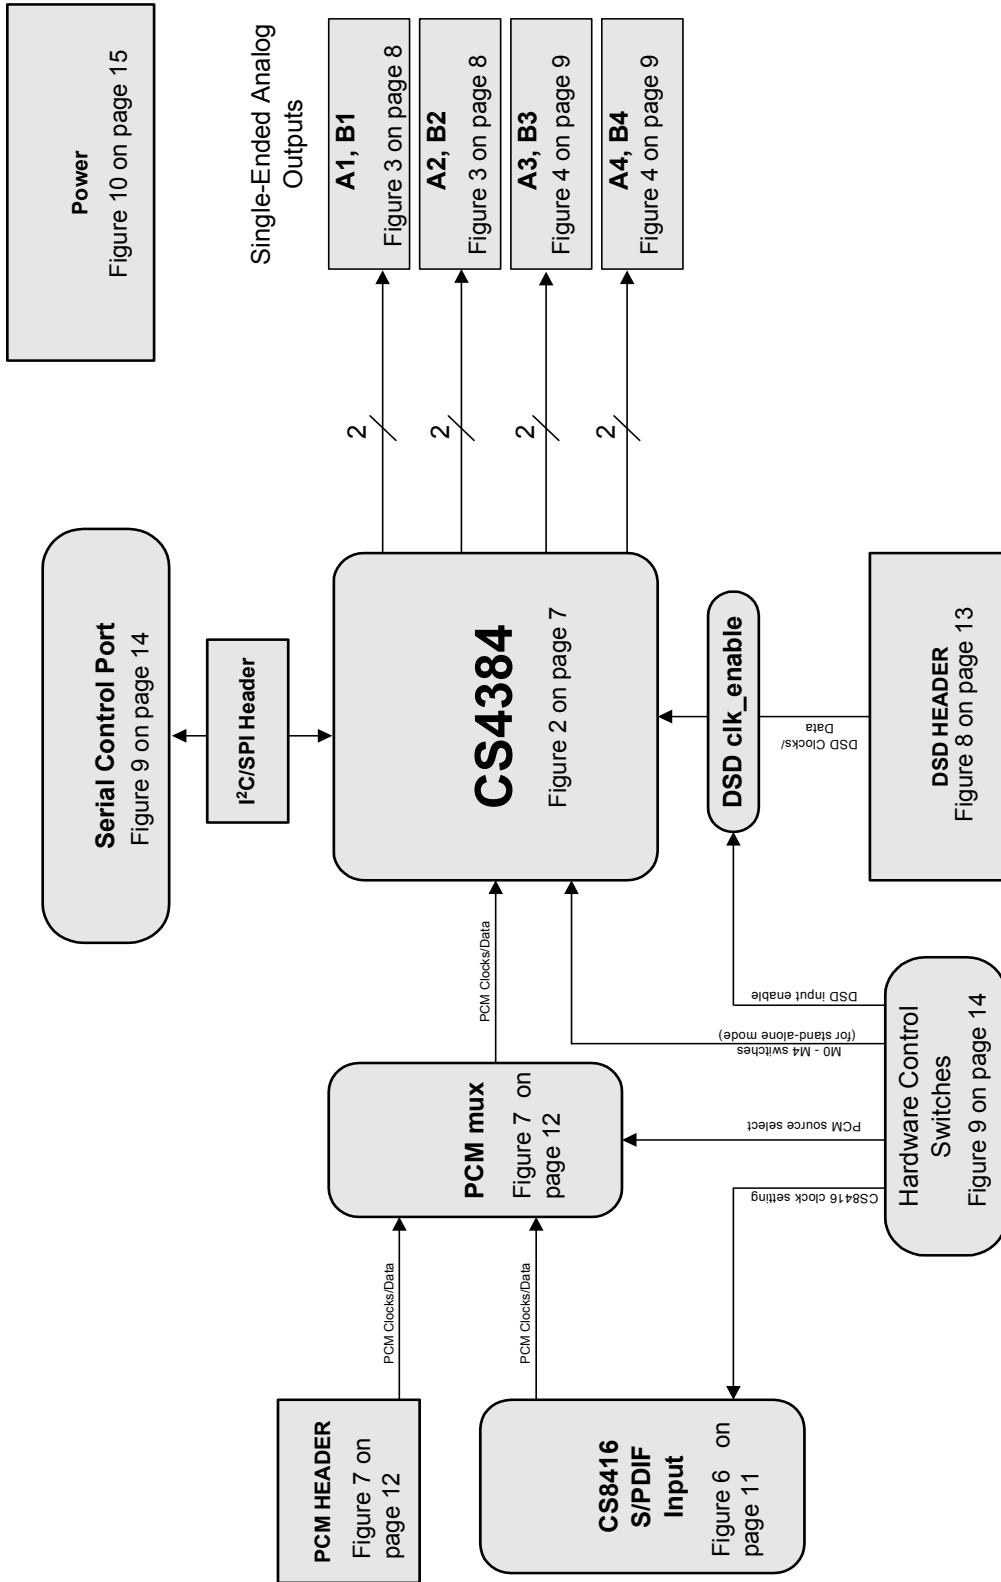 Power
Figure 10 on page 15
Serial Control Port
Figure 9 on page 14
I²C/SPI Header
Single-Ended Analog
Outputs
PCM HEADER
Figure 7 on
page 12
PCM Clocks/Data
CS8416
S/PDIF
Input
Figure 6 on
page 11
PCM Clocks/Data
PCM mux
Figure 7 on
page 12
PCM Clocks/Data
CS4384
Figure 2 on page 7
2
A1, B1
Figure 3 on page 8
2
A2, B2
Figure 3 on page 8
2
A3, B3
Figure 4 on page 9
2
A4, B4
Figure 4 on page 9
DSD clk_enable
DSD Clocks/
Data
DSD HEADER
Figure 8 on page 13
CS8416 clock setting
PCM source select
M0 - M4 switches
(for stand-alone mode)
DSD input enable
Hardware Control
Switches
Figure 9 on page 14